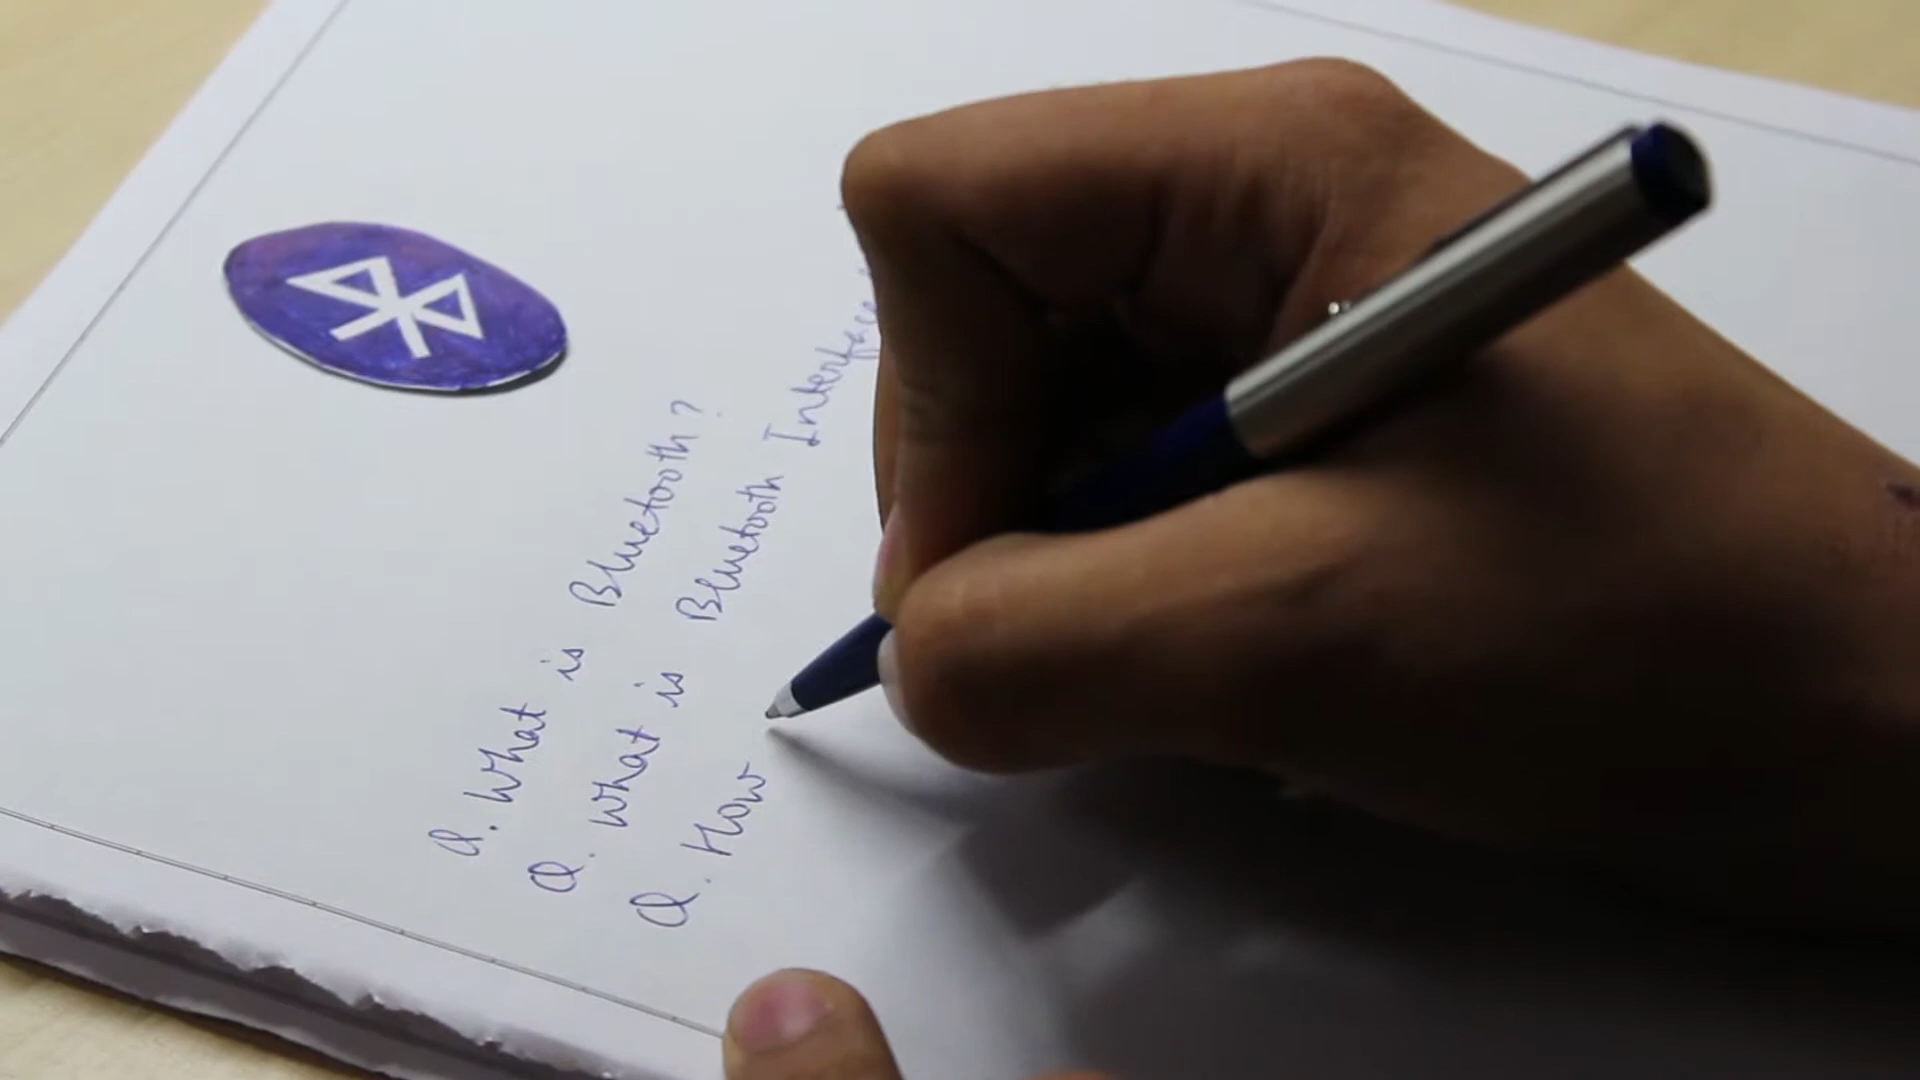 Q. What is Bluetooth?
Q. What is Bluetooth Interface
Q. How